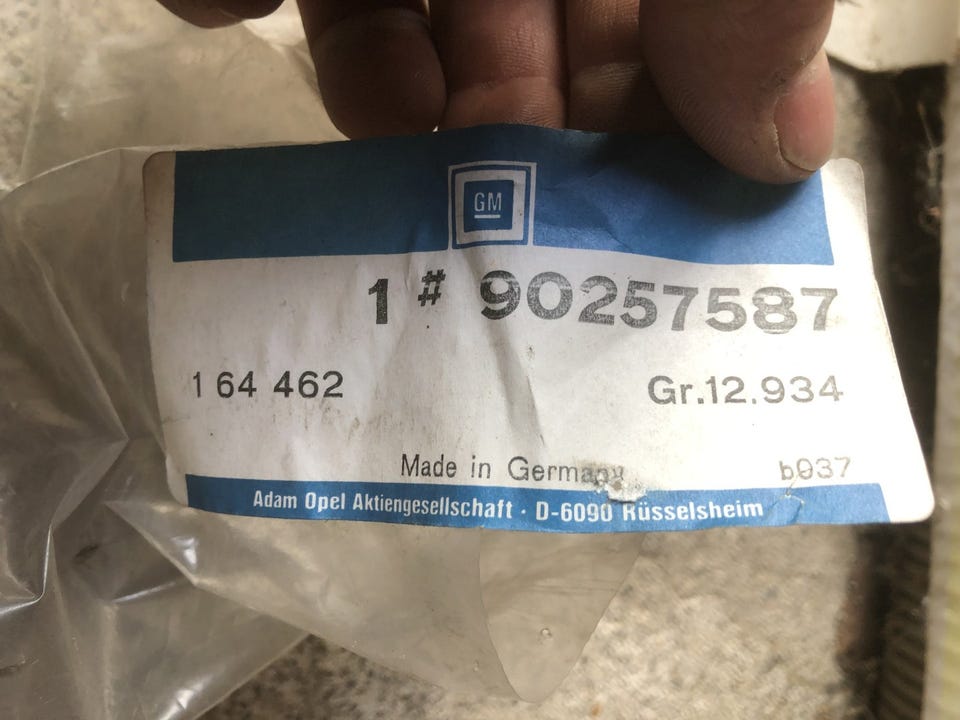 GM
1 # 90257587
1 64 462 Gr.12.934
Made in Germany b037
Adam Opel Aktiengesellschaft · D-6090 Rüsselsheim